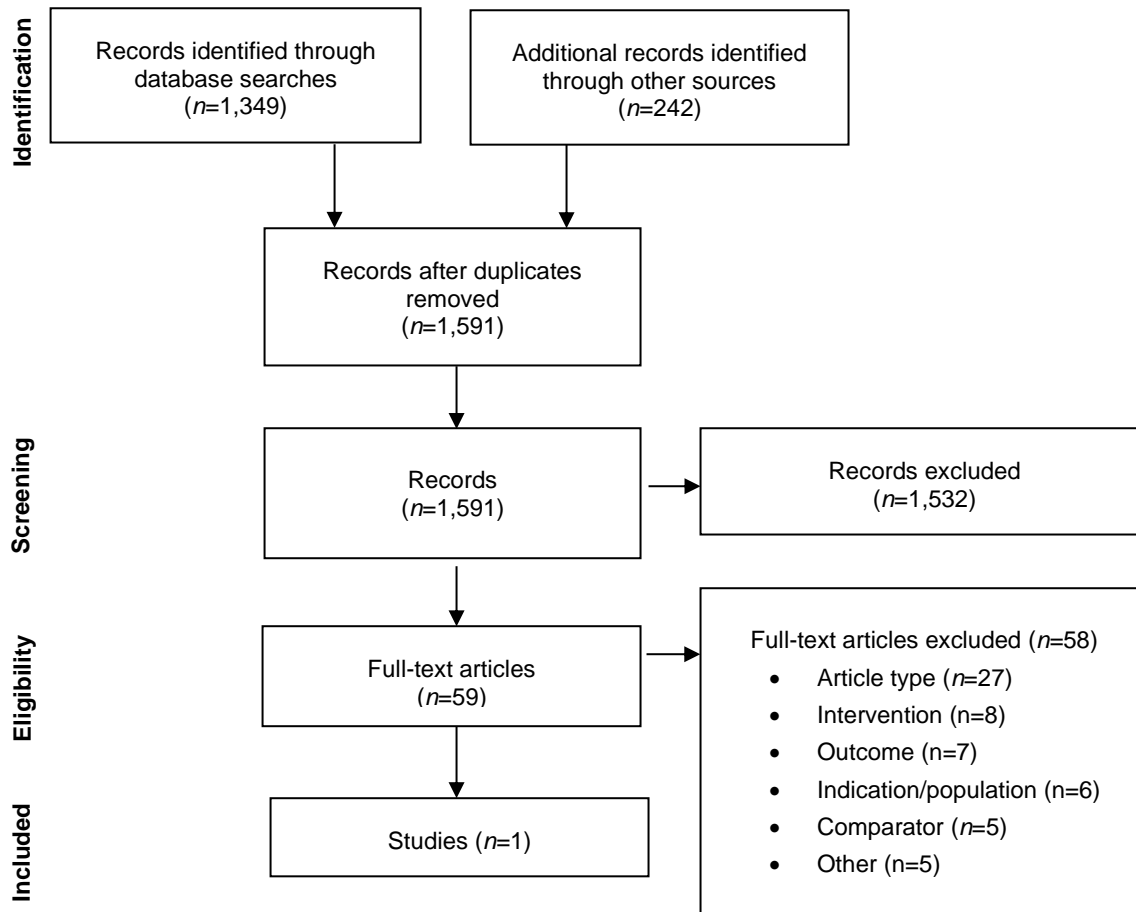 Identification
Records identified through
database searches
(n=1,349)
Additional records identified
through other sources
(n=242)
Records after duplicates
removed
(n=1,591)
Screening
Records
(n=1,591)
Records excluded
(n=1,532)
Eligibility
Full-text articles
(n=59)
Full-text articles excluded (n=58)
• Article type (n=27)
• Intervention (n=8)
• Outcome (n=7)
• Indication/population (n=6)
• Comparator (n=5)
• Other (n=5)
Included
Studies (n=1)